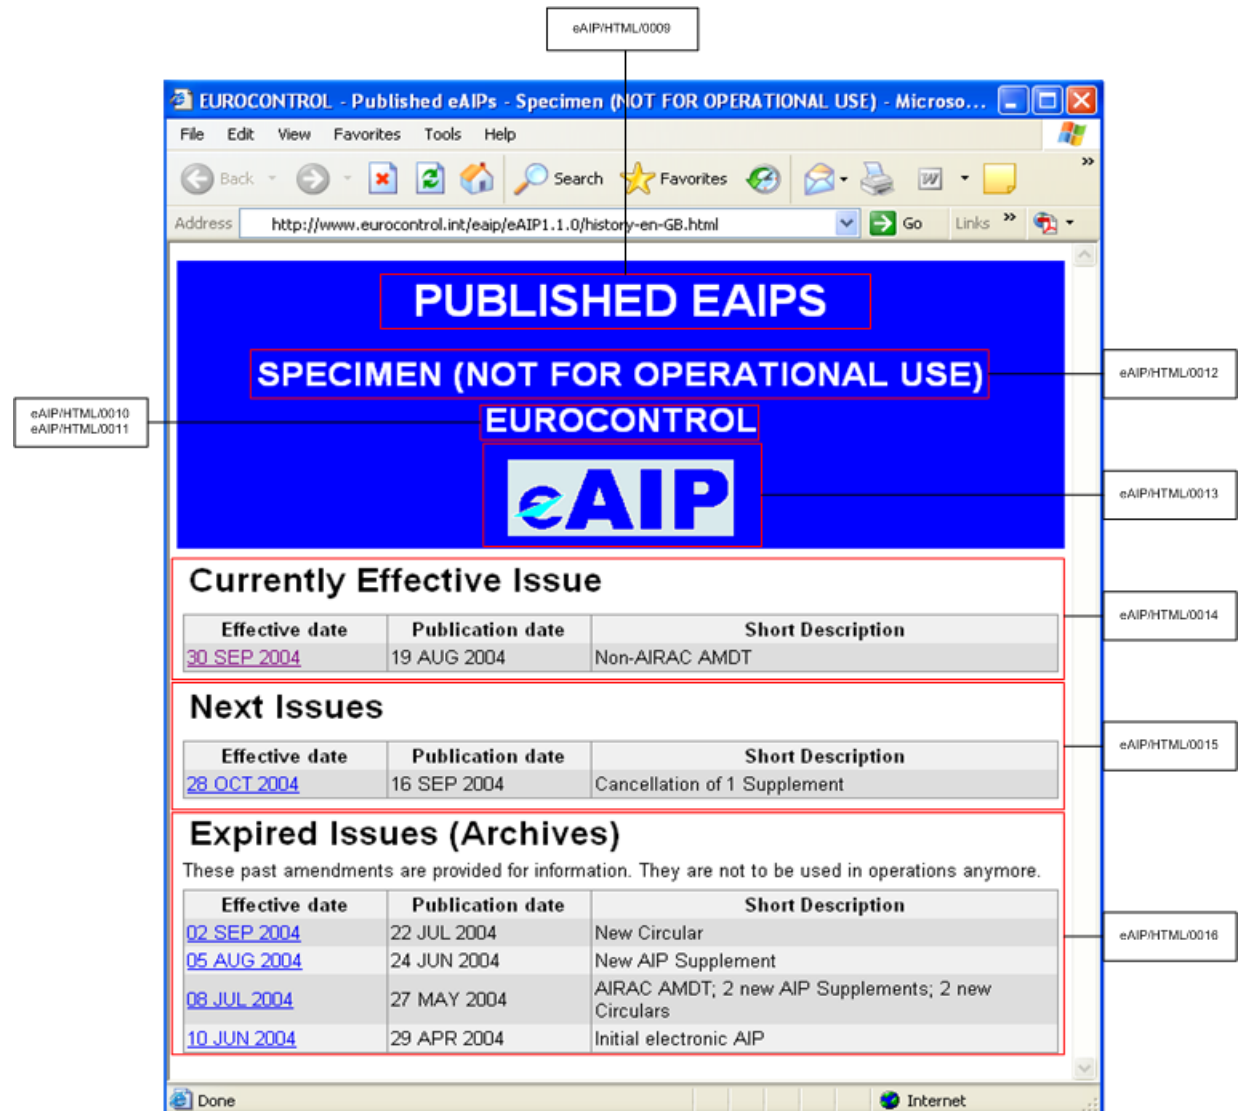 eAIP/HTML/0009
EUROCONTROL - Published eAIPs - Specimen (NOT FOR OPERATIONAL USE) - Microso...
File Edit View Favorites Tools Help
Back Search Favorites »
Address http://www.eurocontrol.int/eaip/eAIP1.1.0/history-en-GB.html Go Links »
PUBLISHED EAIPS
SPECIMEN (NOT FOR OPERATIONAL USE)
eAIP/HTML/0012
eAIP/HTML/0010
eAIP/HTML/0011
EUROCONTROL
eAIP
eAIP/HTML/0013
Currently Effective Issue
eAIP/HTML/0014
Effective date Publication date Short Description
30 SEP 2004 19 AUG 2004 Non-AIRAC AMDT
Next Issues
eAIP/HTML/0015
Effective date Publication date Short Description
28 OCT 2004 16 SEP 2004 Cancellation of 1 Supplement
Expired Issues (Archives)
These past amendments are provided for information. They are not to be used in operations anymore.
Effective date Publication date Short Description
02 SEP 2004 22 JUL 2004 New Circular
eAIP/HTML/0016
05 AUG 2004 24 JUN 2004 New AIP Supplement
08 JUL 2004 27 MAY 2004 AIRAC AMDT; 2 new AIP Supplements; 2 new
Circulars
10 JUN 2004 29 APR 2004 Initial electronic AIP
Done Internet